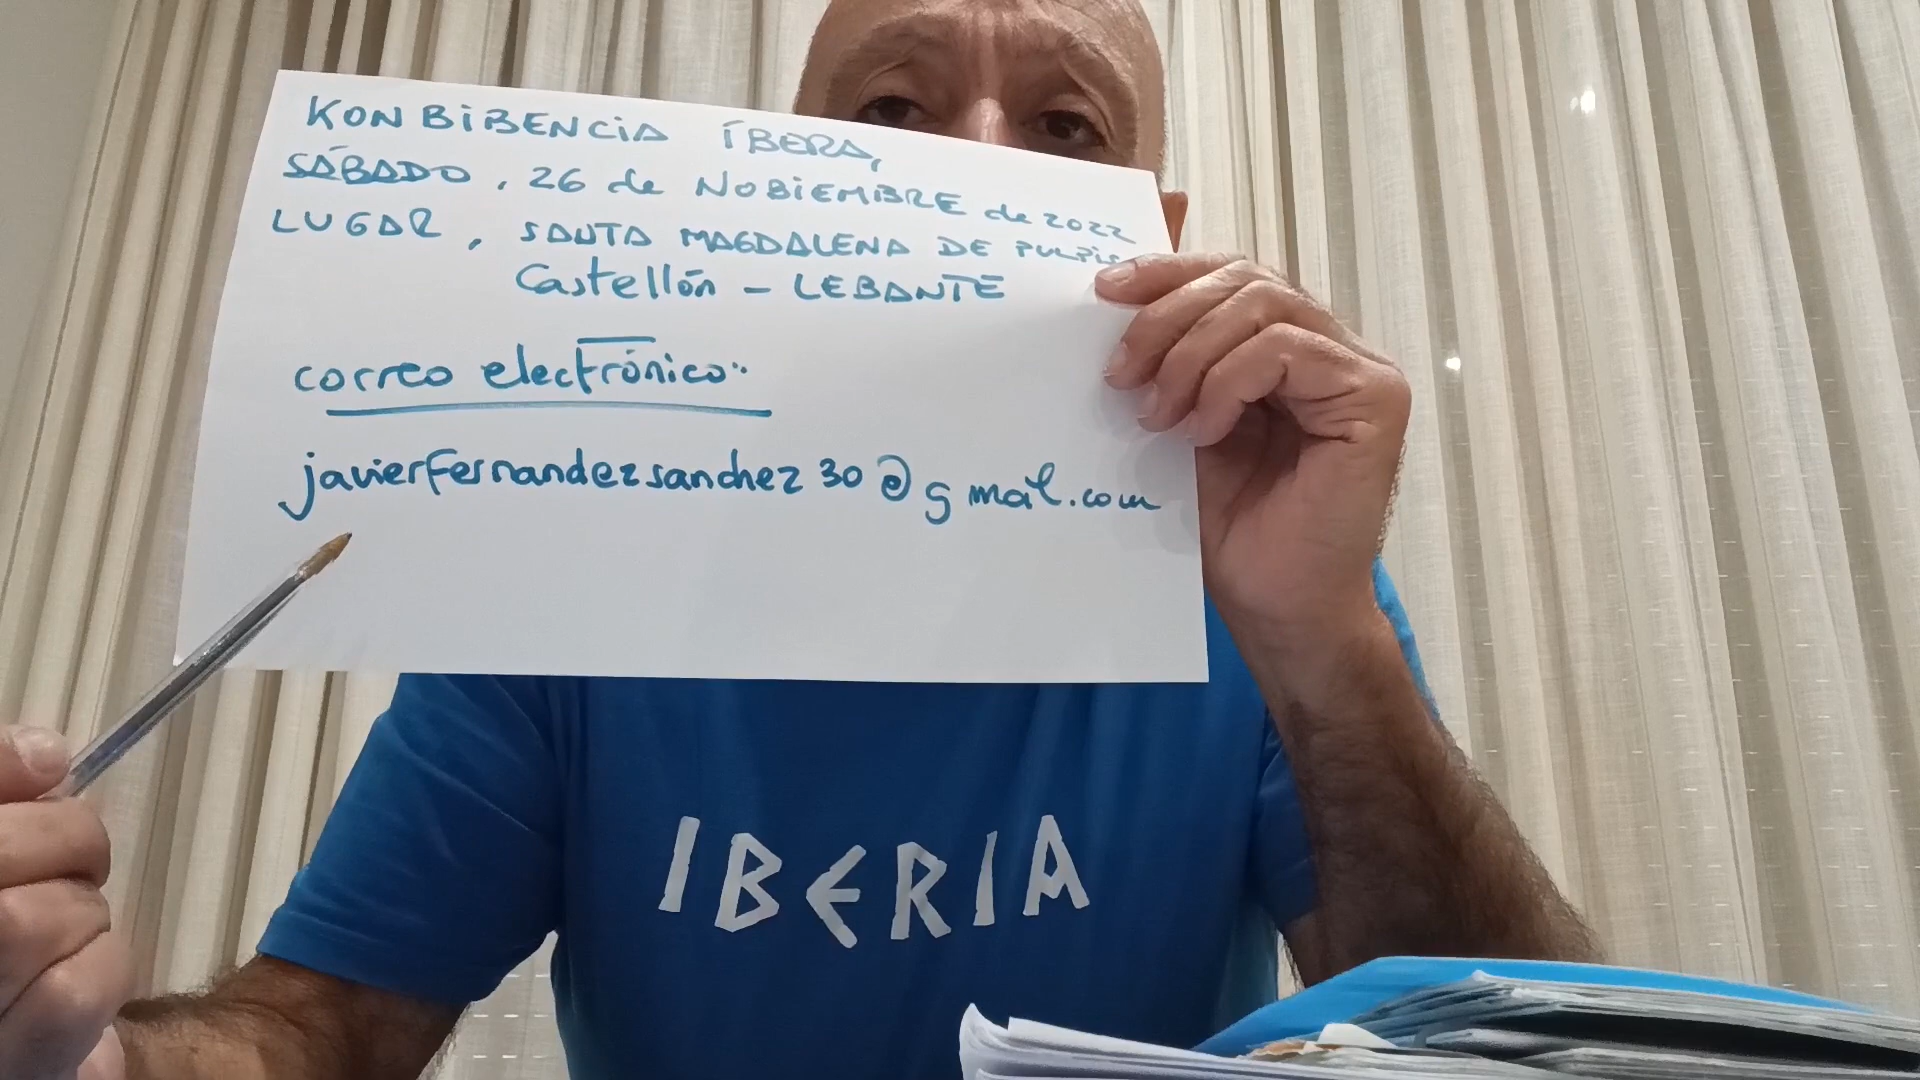 KONBIBENCIA ÍBERA,
SÁBADO, 26 de NOBIEMBRE de 2022
LUGAR, SANTA MAGDALENA DE PULPIS
Castellón - LEBANTE
correo electrónico..
javierfernandezsanchez30@gmail.com
IBERIA